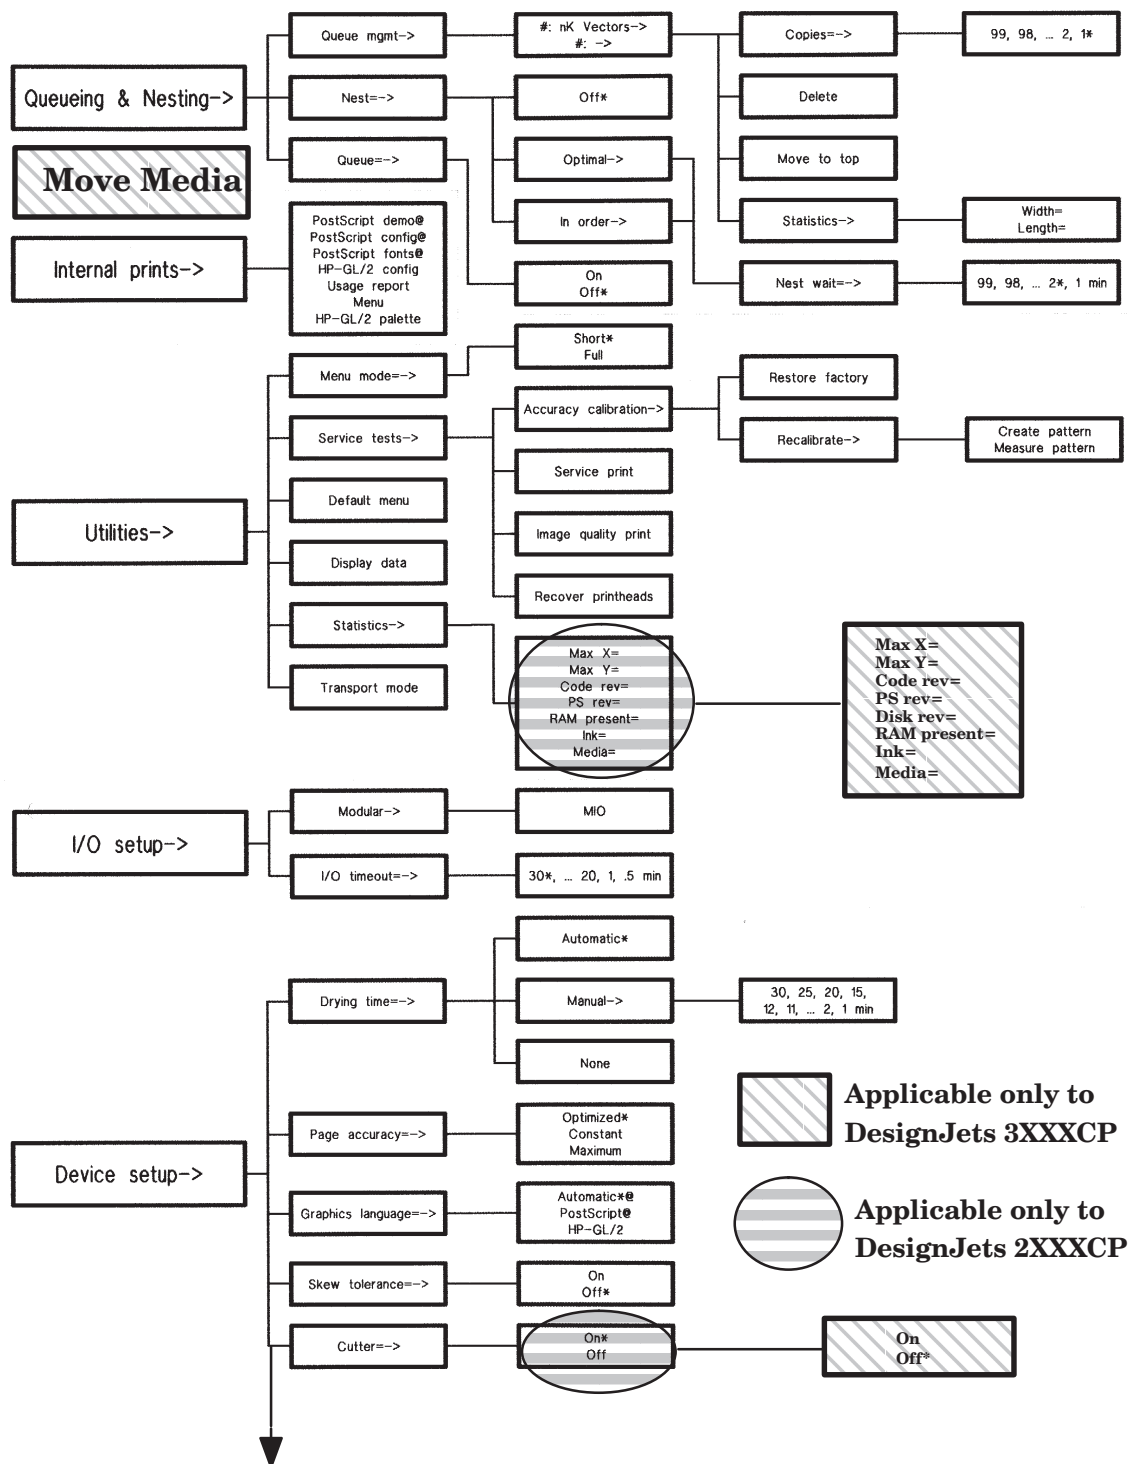 Queueing & Nesting->
Queue mgmt->
#: nK Vectors->
#: ->
Copies=->
99, 98, ... 2, 1*
Delete
Move to top
Statistics->
Width=
Length=
Nest=->
Off*
Optimal->
In order->
Nest wait=->
99, 98, ... 2*, 1 min
Queue=->
On
Off*
Move Media
Internal prints->
PostScript demo@
PostScript config@
PostScript fonts@
HP-GL/2 config
Usage report
Menu
HP-GL/2 palette
Utilities->
Menu mode=->
Short*
Full
Service tests->
Accuracy calibration->
Restore factory
Recalibrate->
Create pattern
Measure pattern
Service print
Image quality print
Recover printheads
Default menu
Display data
Statistics->
Max X=
Max Y=
Code rev=
PS rev=
RAM present=
Ink=
Media=
Max X=
Max Y=
Code rev=
PS rev=
Disk rev=
RAM present=
Ink=
Media=
Transport mode
I/O setup->
Modular->
MIO
I/O timeout=->
30*, ... 20, 1, .5 min
Device setup->
Drying time=->
Automatic*
Manual->
30, 25, 20, 15,
12, 11, ... 2, 1 min
None
Page accuracy=->
Optimized*
Constant
Maximum
Graphics language=->
Automatic*@
PostScript@
HP-GL/2
Skew tolerance=->
On
Off*
Cutter=->
On*
Off
On
Off*
Applicable only to
DesignJets 3XXXCP
Applicable only to
DesignJets 2XXXCP